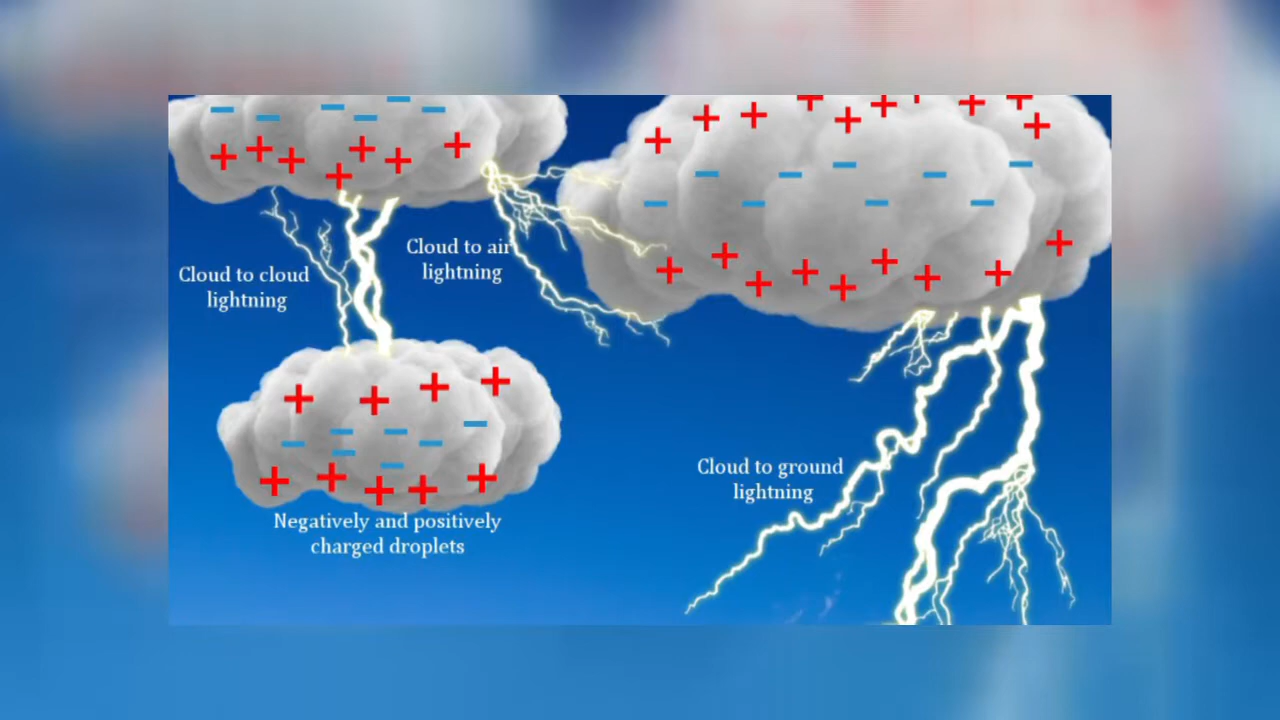 Cloud to cloud
lightning
Cloud to air
lightning
Cloud to ground
lightning
Negatively and positively
charged droplets